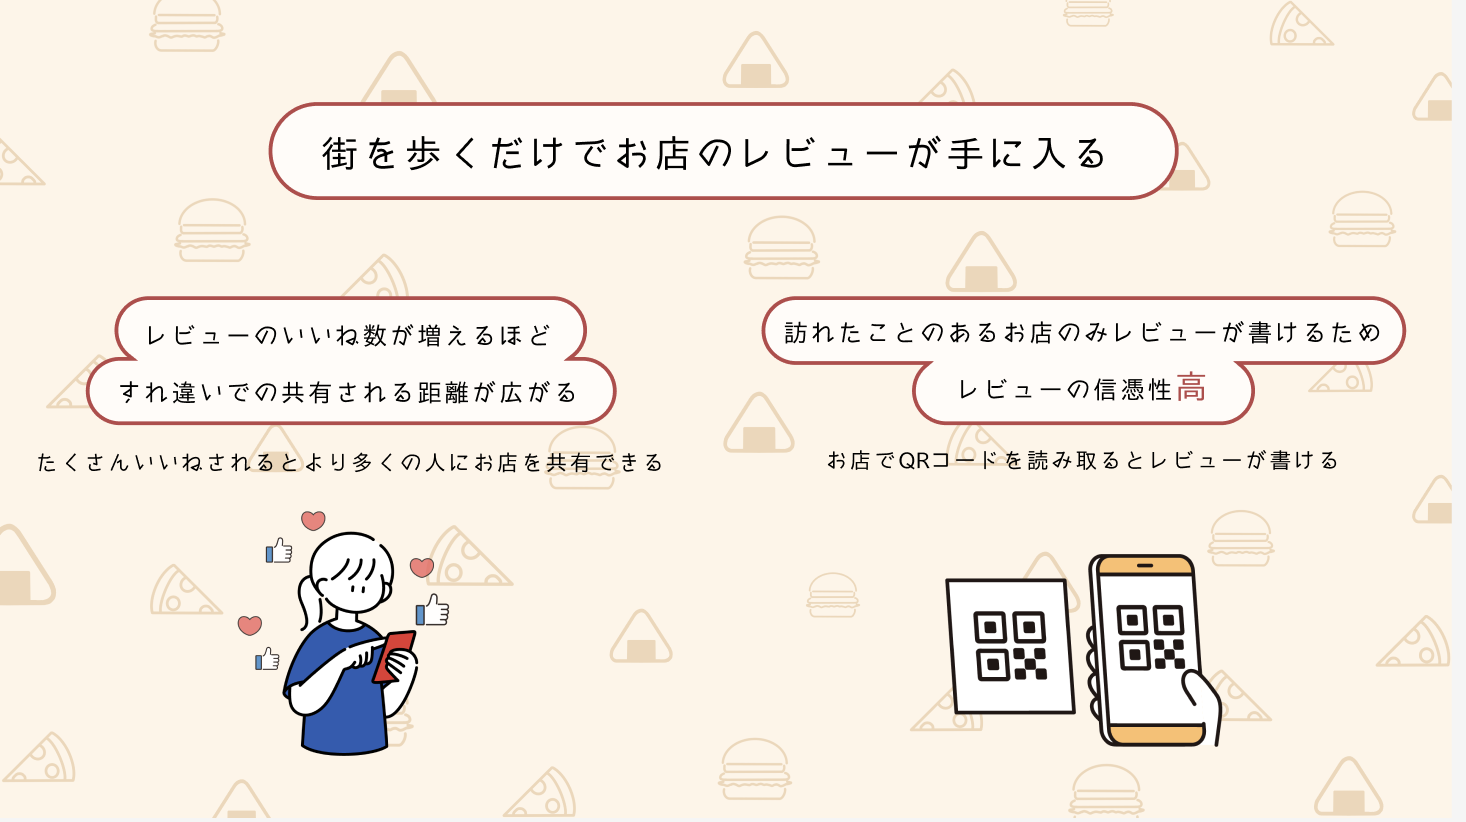 街を歩くだけでお店のレビューが手に入る
レビューのいいね数が増えるほど
すれ違いでの共有される距離が広がる
たくさんいいねされるとより多くの人にお店を共有できる
訪れたことのあるお店のみレビューが書けるため
レビューの信憑性高
お店でQRコードを読み取るとレビューが書ける